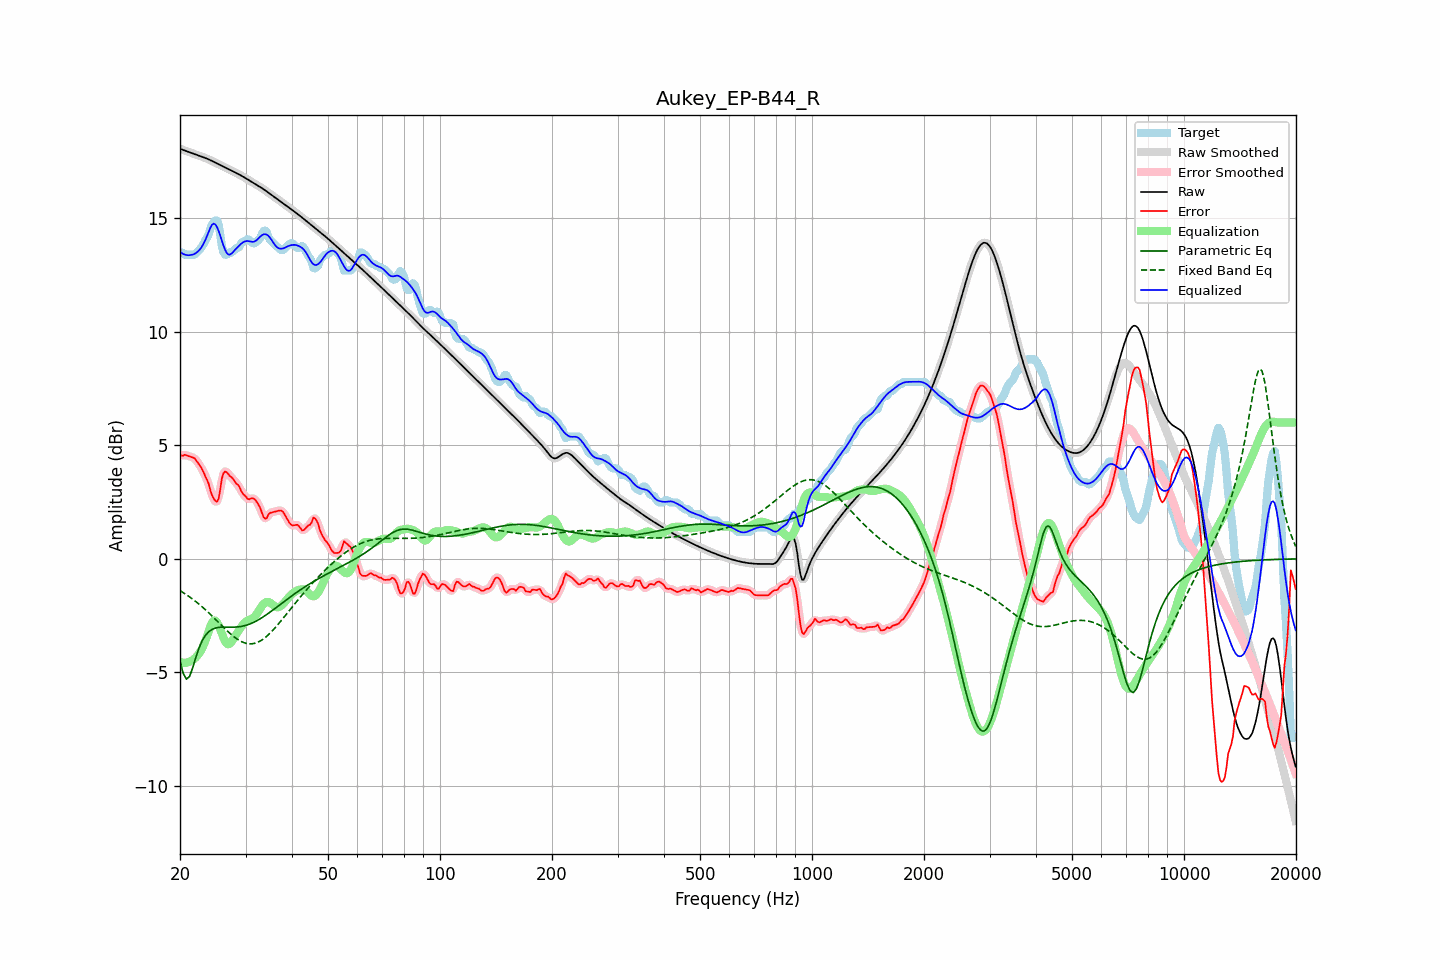 Aukey_EP-B44_R
Target
Raw Smoothed
Error Smoothed
Raw
Error
Equalization
Parametric Eq
Fixed Band Eq
Equalized
15
10
5
0
−5
−10
Amplitude (dBr)
20
50
100
200
500
1000
2000
5000
10000
20000
Frequency (Hz)